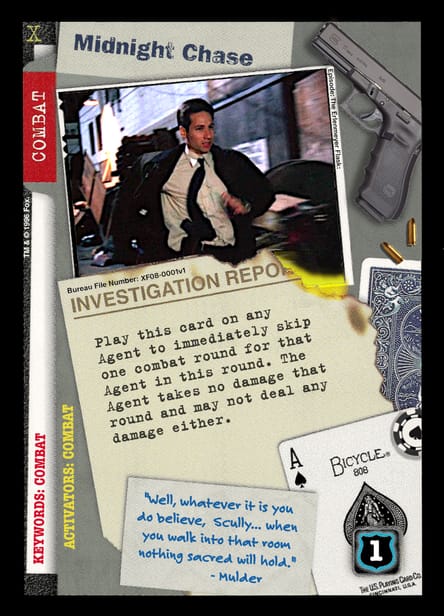 X
Midnight Chase
COMBAT
Episode: The Erlenmeyer Flask:
TM & © 1996 Fox.
Bureau File Number: XF08-0001v1
INVESTIGATION REPOR
Play this card on any
Agent to immediately skip
one combat round for that
Agent in this round. The
Agent takes no damage that
round and may not deal any
damage either.
KEYWORDS: COMBAT
ACTIVATORS: COMBAT
A
BICYCLE®
808
"Well, whatever it is you
do believe, Scully... when
you walk into that room
nothing sacred will hold."
- Mulder
1
THE U.S. PLAYING CARD CO.
CINCINNATI, U.S.A.